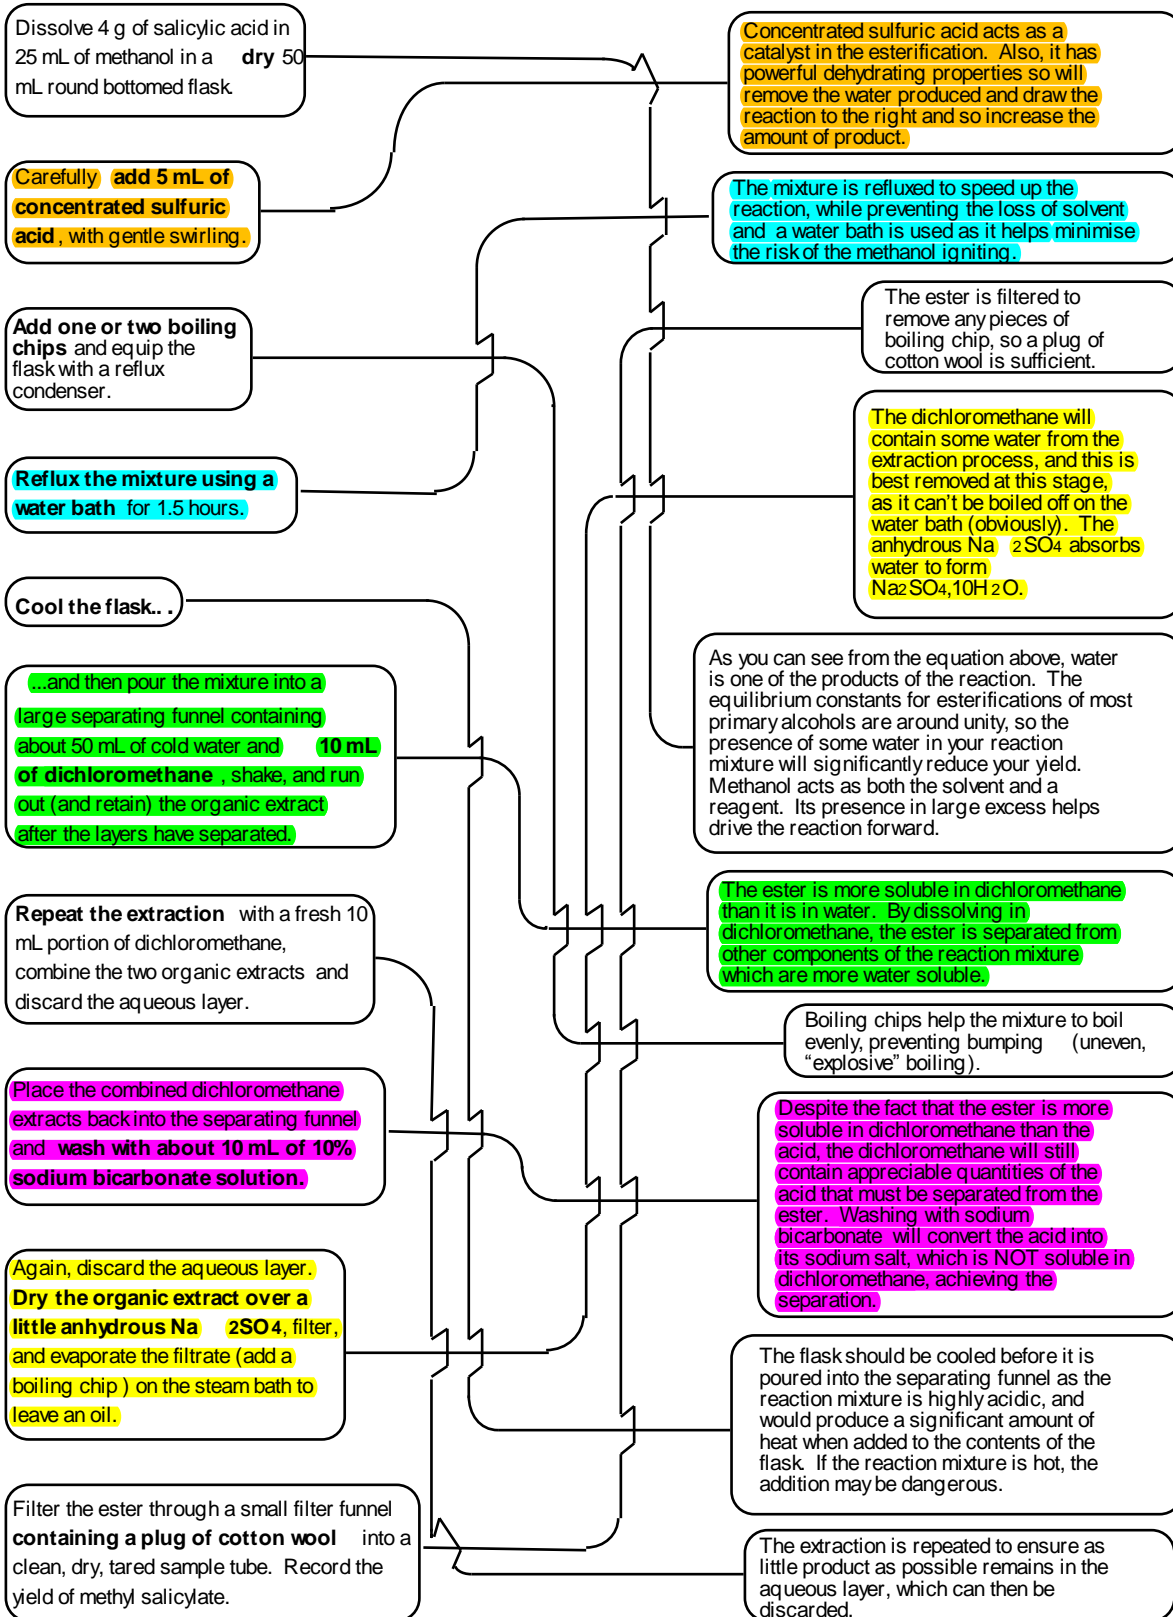 Dissolve 4 g of salicylic acid in
25 mL of methanol in a dry 50
mL round bottomed flask.
Carefully add 5 mL of
concentrated sulfuric
acid, with gentle swirling.
Add one or two boiling
chips and equip the
flask with a reflux
condenser.
Reflux the mixture using a
water bath for 1.5 hours.
Cool the flask.. .
...and then pour the mixture into a
large separating funnel containing
about 50 mL of cold water and 10 mL
of dichloromethane , shake, and run
out (and retain) the organic extract
after the layers have separated.
Repeat the extraction with a fresh 10
mL portion of dichloromethane,
combine the two organic extracts and
discard the aqueous layer.
Place the combined dichloromethane
extracts back into the separating funnel
and wash with about 10 mL of 10%
sodium bicarbonate solution.
Again, discard the aqueous layer.
Dry the organic extract over a
little anhydrous Na 2SO4, filter,
and evaporate the filtrate (add a
boiling chip ) on the steam bath to
leave an oil.
Filter the ester through a small filter funnel
containing a plug of cotton wool into a
clean, dry, tared sample tube. Record the
yield of methyl salicylate.
Concentrated sulfuric acid acts as a
catalyst in the esterification. Also, it has
powerful dehydrating properties so will
remove the water produced and draw the
reaction to the right and so increase the
amount of product.
The mixture is refluxed to speed up the
reaction, while preventing the loss of solvent
and a water bath is used as it helps minimise
the risk of the methanol igniting.
The ester is filtered to
remove any pieces of
boiling chip, so a plug of
cotton wool is sufficient.
The dichloromethane will
contain some water from the
extraction process, and this is
best removed at this stage,
as it can't be boiled off on the
water bath (obviously). The
anhydrous Na 2SO4 absorbs
water to form
Na2SO4,10H2O.
As you can see from the equation above, water
is one of the products of the reaction. The
equilibrium constants for esterifications of most
primary alcohols are around unity, so the
presence of some water in your reaction
mixture will significantly reduce your yield.
Methanol acts as both the solvent and a
reagent. Its presence in large excess helps
drive the reaction forward.
The ester is more soluble in dichloromethane
than it is in water. By dissolving in
dichloromethane, the ester is separated from
other components of the reaction mixture
which are more water soluble.
Boiling chips help the mixture to boil
evenly, preventing bumping (uneven,
"explosive" boiling).
Despite the fact that the ester is more
soluble in dichloromethane than the
acid, the dichloromethane will still
contain appreciable quantities of the
acid that must be separated from the
ester. Washing with sodium
bicarbonate will convert the acid into
its sodium salt, which is NOT soluble in
dichloromethane, achieving the
separation.
The flask should be cooled before it is
poured into the separating funnel as the
reaction mixture is highly acidic, and
would produce a significant amount of
heat when added to the contents of the
flask. If the reaction mixture is hot, the
addition may be dangerous.
The extraction is repeated to ensure as
little product as possible remains in the
aqueous layer, which can then be
discarded.